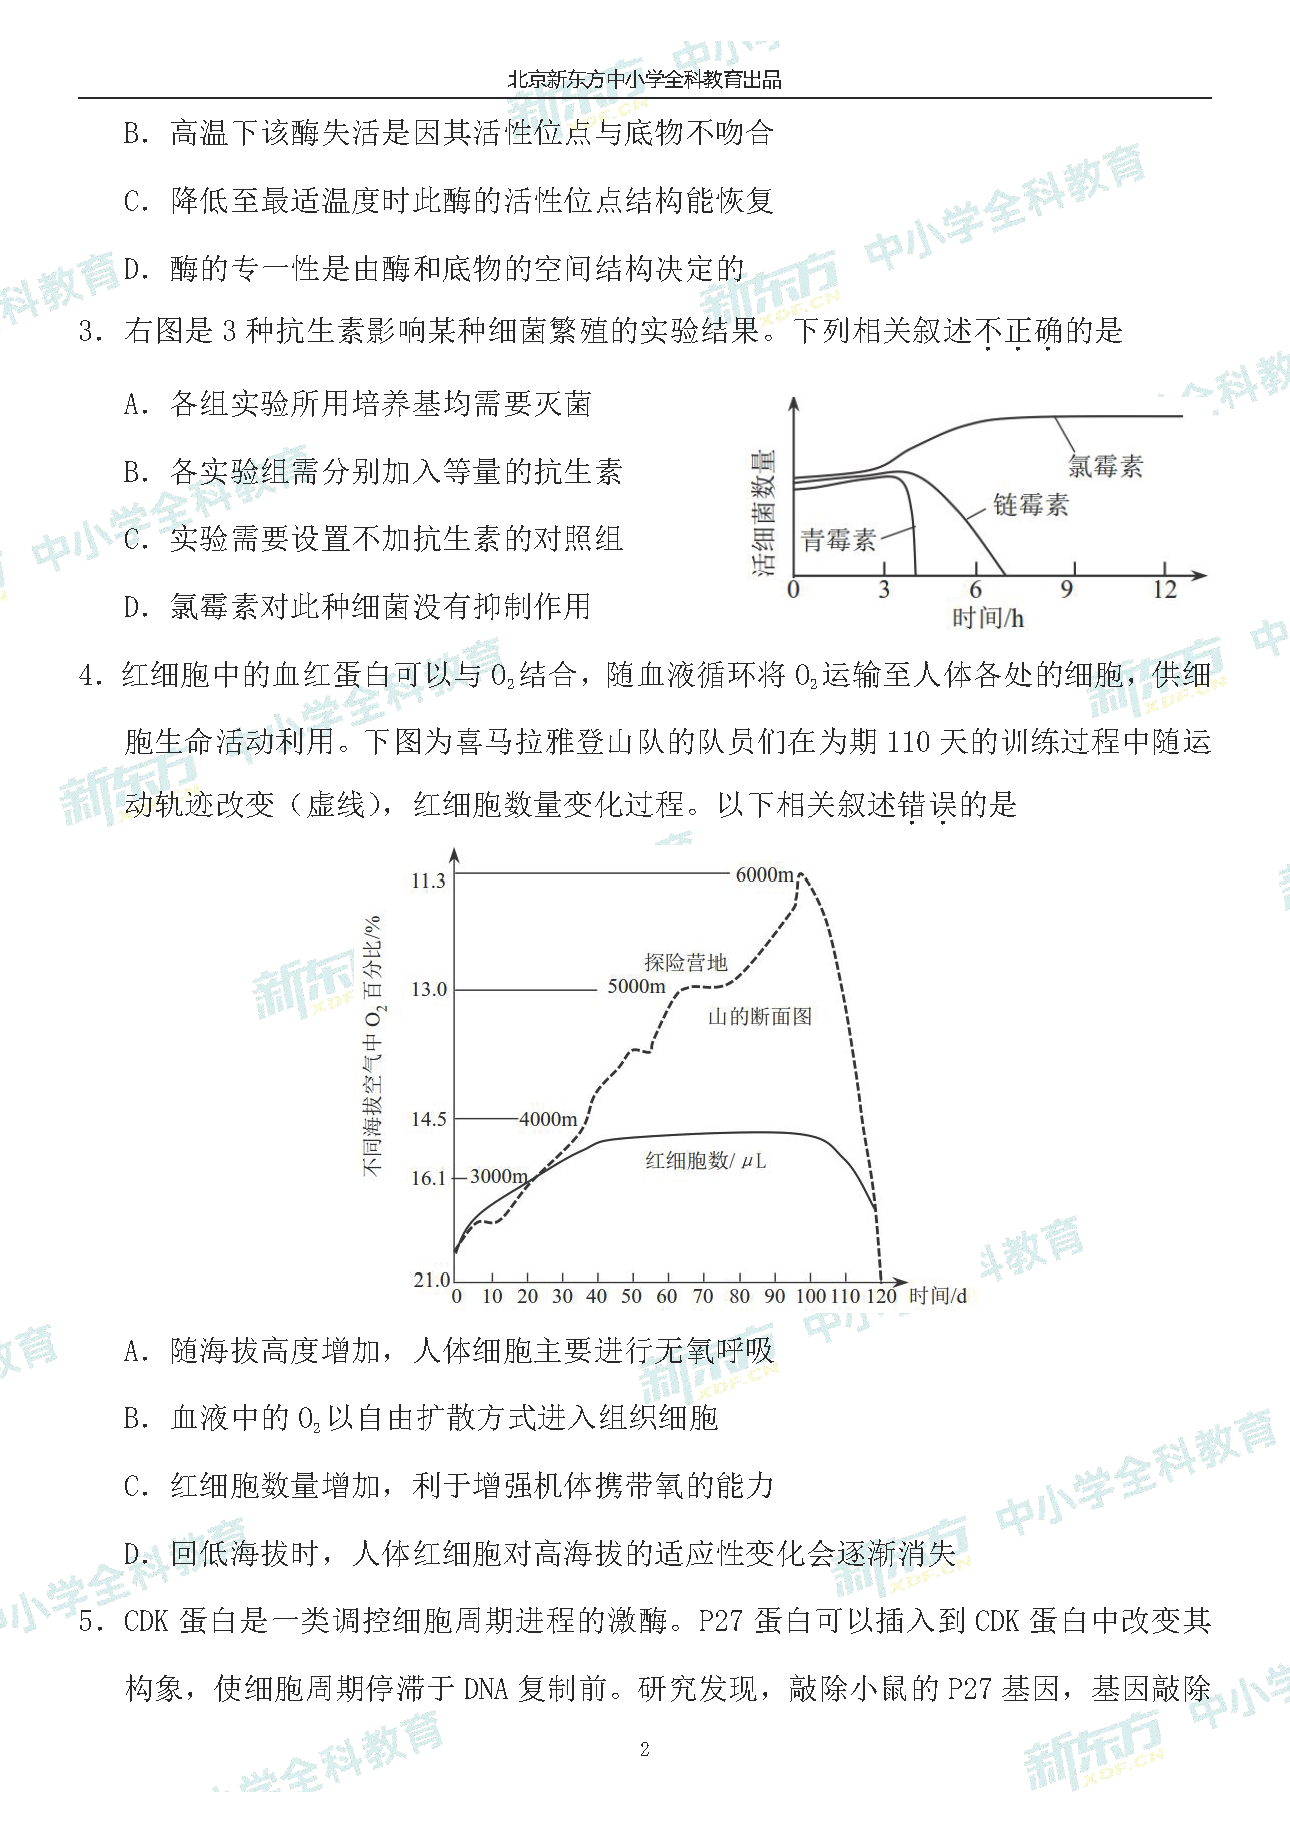 北京新东方中小学全科教育出品
B. 高温下该酶失活是因其活性位点与底物不吻合
C. 降低至最适温度时此酶的活性位点结构能恢复
D. 酶的专一性是由酶和底物的空间结构决定的
3. 右图是 3 种抗生素影响某种细菌繁殖的实验结果。下列相关叙述不正确的是
A. 各组实验所用培养基均需要灭菌
B. 各实验组需分别加入等量的抗生素
C. 实验需要设置不加抗生素的对照组
D. 氯霉素对此种细菌没有抑制作用
活细菌数量
氯霉素
链霉素
青霉素
0 3 6 9 12
时间/h
4. 红细胞中的血红蛋白可以与 O₂结合，随血液循环将 O₂运输至人体各处的细胞，供细
胞生命活动利用。下图为喜马拉雅登山队的队员们在为期 110 天的训练过程中随运
动轨迹改变（虚线），红细胞数量变化过程。以下相关叙述错误的是
不同海拔空气中 O₂ 百分比/%
11.3
6000m
探险营地
13.0
5000m
山的断面图
14.5
4000m
红细胞数/μL
16.1
3000m
21.0
0 10 20 30 40 50 60 70 80 90 100 110 120 时间/d
A. 随海拔高度增加，人体细胞主要进行无氧呼吸
B. 血液中的 O₂以自由扩散方式进入组织细胞
C. 红细胞数量增加，利于增强机体携带氧的能力
D. 回低海拔时，人体红细胞对高海拔的适应性变化会逐渐消失
5. CDK 蛋白是一类调控细胞周期进程的激酶。P27 蛋白可以插入到 CDK 蛋白中改变其
构象，使细胞周期停滞于 DNA 复制前。研究发现，敲除小鼠的 P27 基因，基因敲除
2
新东方 中小学全科教育
XDF.CN